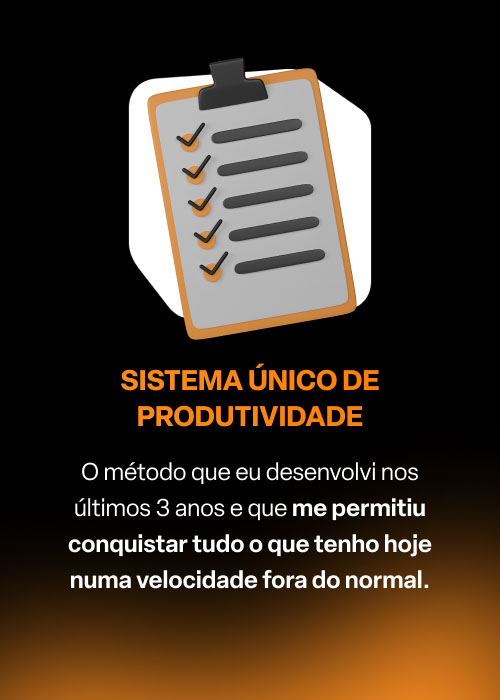 SISTEMA ÚNICO DE
PRODUTIVIDADE
O método que eu desenvolvi nos
últimos 3 anos e que me permitiu
conquistar tudo o que tenho hoje
numa velocidade fora do normal.